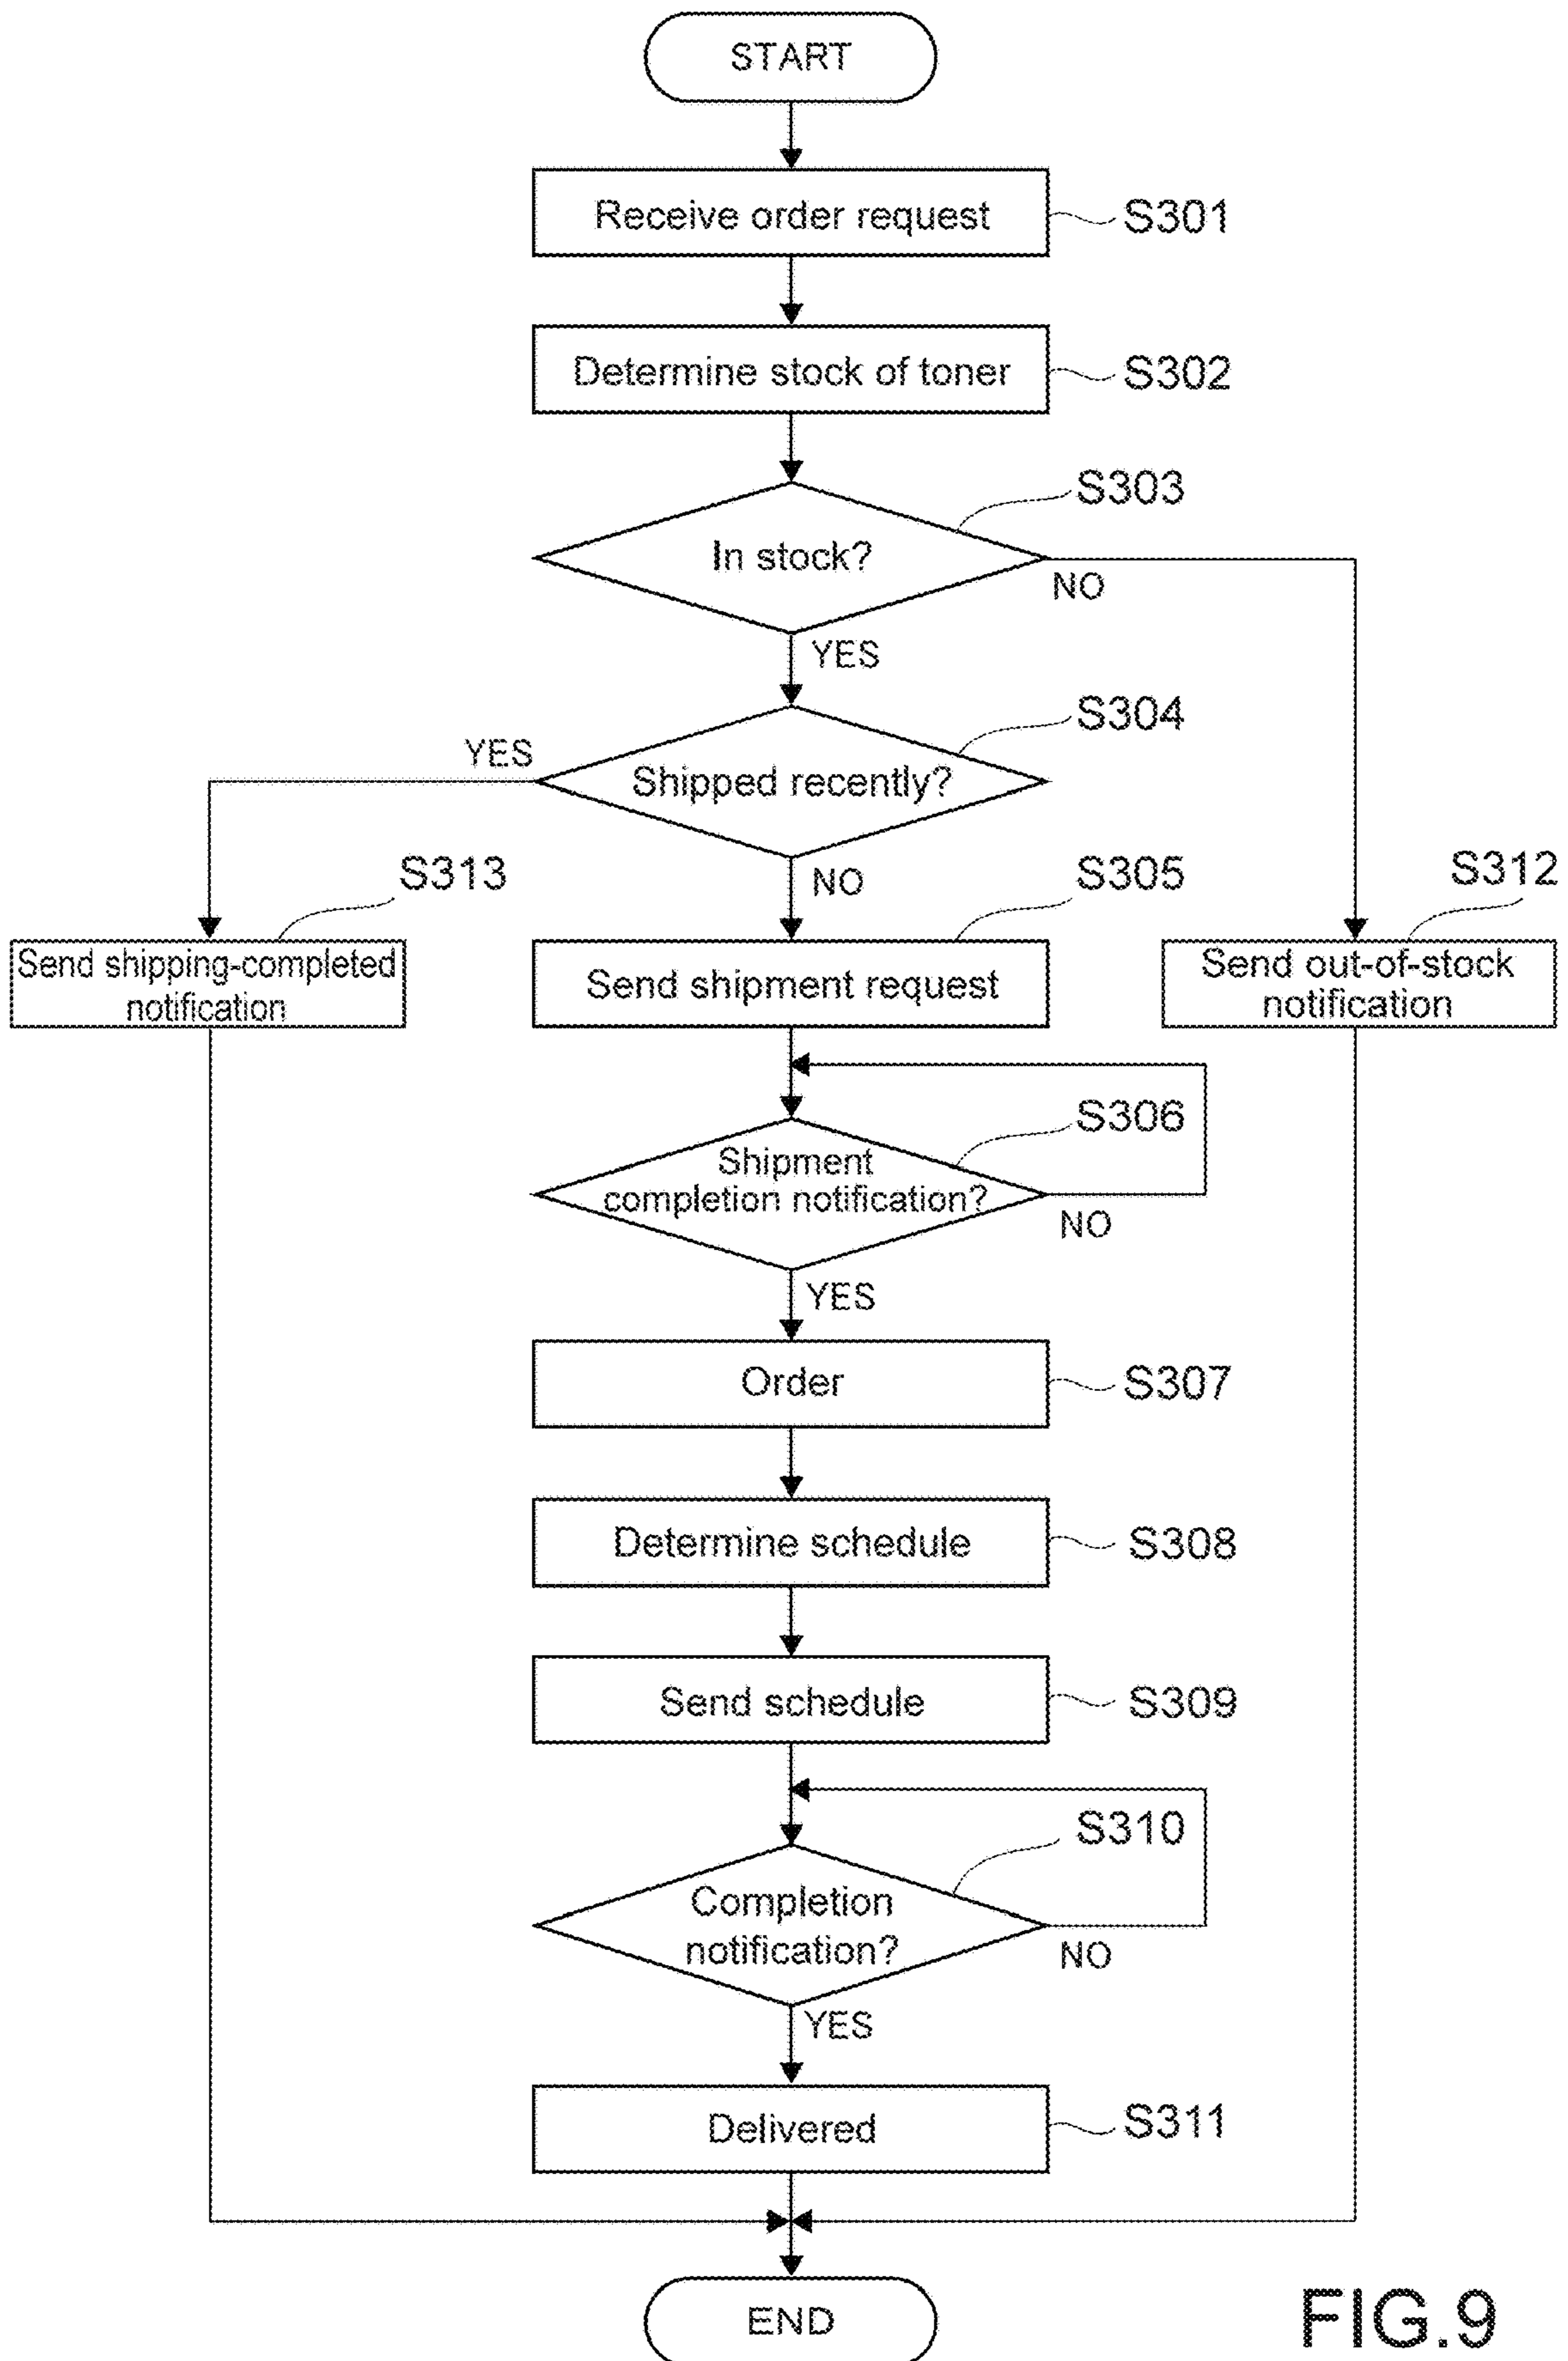 START
Receive order request
S301
Determine stock of toner
S302
S303
In stock?
NO
YES
S304
YES
Shipped recently?
S313
NO
S305
S312
Send shipping-completed
notification
Send shipment request
Send out-of-stock
notification
S306
Shipment
completion notification?
NO
YES
Order
S307
Determine schedule
S308
Send schedule
S309
S310
Completion
notification?
NO
YES
Delivered
S311
END
FIG.9